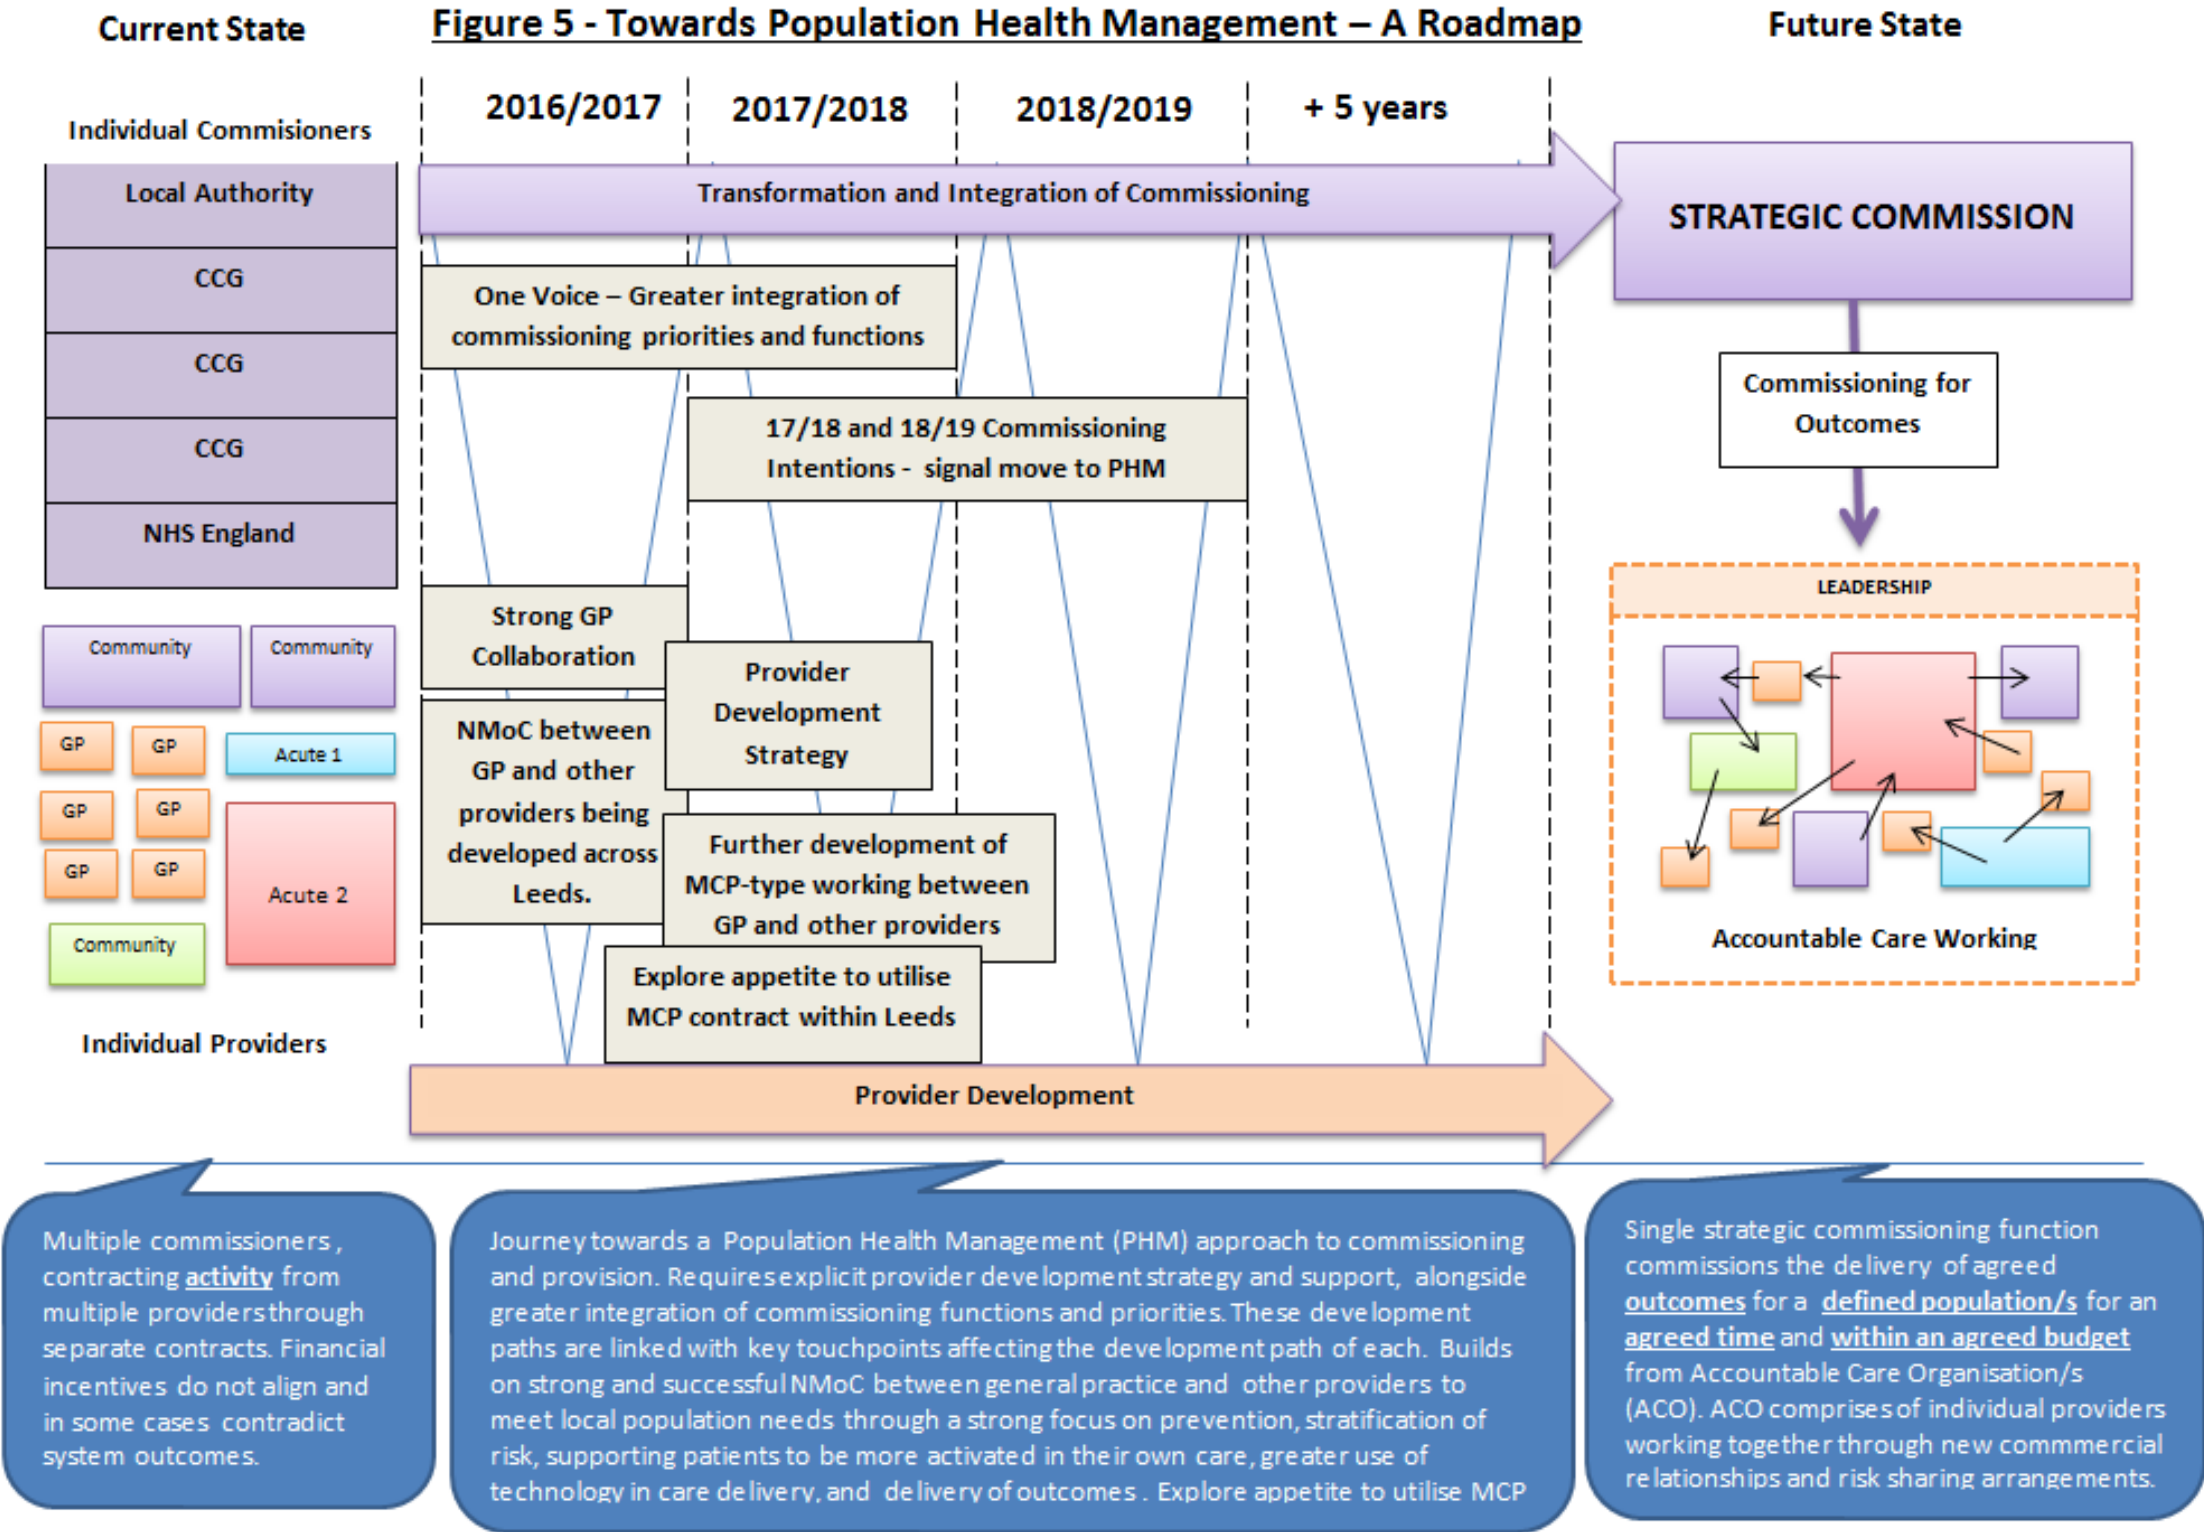 Current State
Figure 5 - Towards Population Health Management – A Roadmap
Future State
2016/2017
2017/2018
2018/2019
+ 5 years
Individual Commisioners
Local Authority
CCG
CCG
CCG
NHS England
Transformation and Integration of Commissioning
STRATEGIC COMMISSION
One Voice – Greater integration of
commissioning priorities and functions
17/18 and 18/19 Commissioning
Intentions - signal move to PHM
Commissioning for
Outcomes
Strong GP
Collaboration
NMoC between
GP and other
providers being
developed across
Leeds.
Provider
Development
Strategy
Further development of
MCP-type working between
GP and other providers
Explore appetite to utilise
MCP contract within Leeds
LEADERSHIP
Accountable Care Working
Community
Community
GP
GP
Acute 1
GP
GP
GP
GP
Acute 2
Community
Individual Providers
Provider Development
Multiple commissioners ,
contracting activity from
multiple providers through
separate contracts. Financial
incentives do not align and
in some cases contradict
system outcomes.
Journey towards a Population Health Management (PHM) approach to commissioning
and provision. Requires explicit provider development strategy and support, alongside
greater integration of commissioning functions and priorities. These development
paths are linked with key touchpoints affecting the development path of each. Builds
on strong and successful NMoC between general practice and other providers to
meet local population needs through a strong focus on prevention, stratification of
risk, supporting patients to be more activated in their own care, greater use of
technology in care delivery, and delivery of outcomes . Explore appetite to utilise MCP
Single strategic commissioning function
commissions the delivery of agreed
outcomes for a defined population/s for an
agreed time and within an agreed budget
from Accountable Care Organisation/s
(ACO). ACO comprises of individual providers
working together through new commmercial
relationships and risk sharing arrangements.